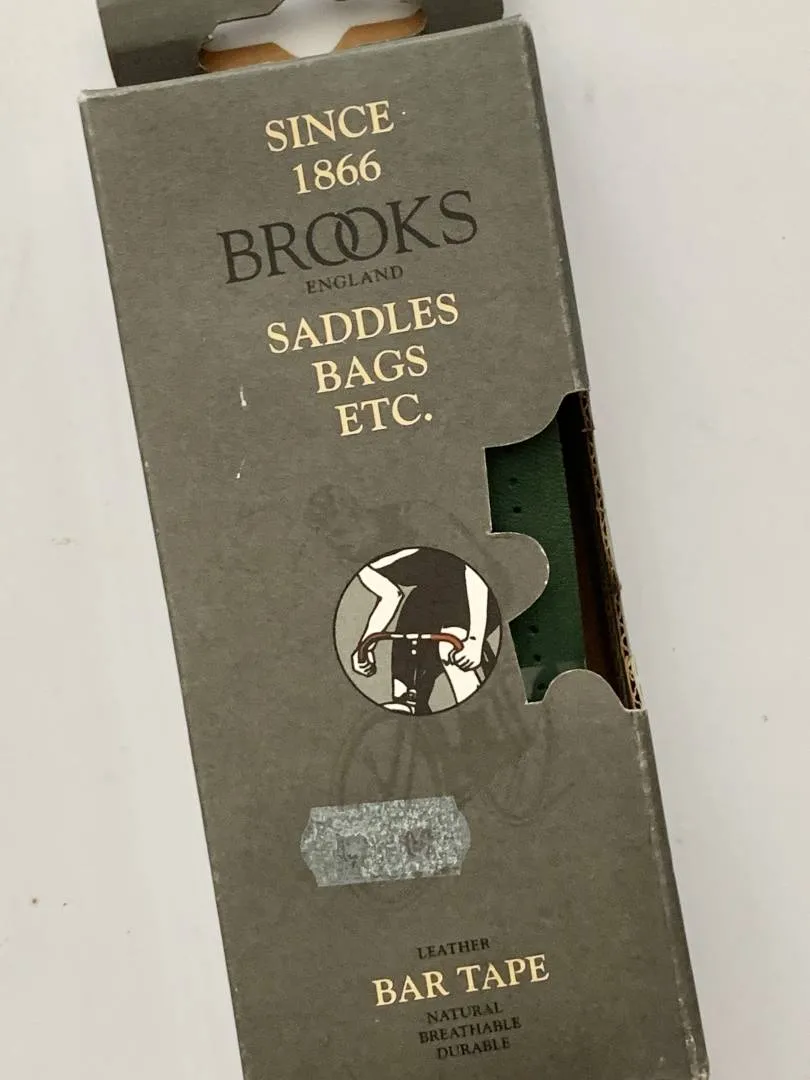 SINCE
1866
BROOKS
ENGLAND
SADDLES
BAGS
ETC.
LEATHER
BAR TAPE
NATURAL
BREATHABLE
DURABLE